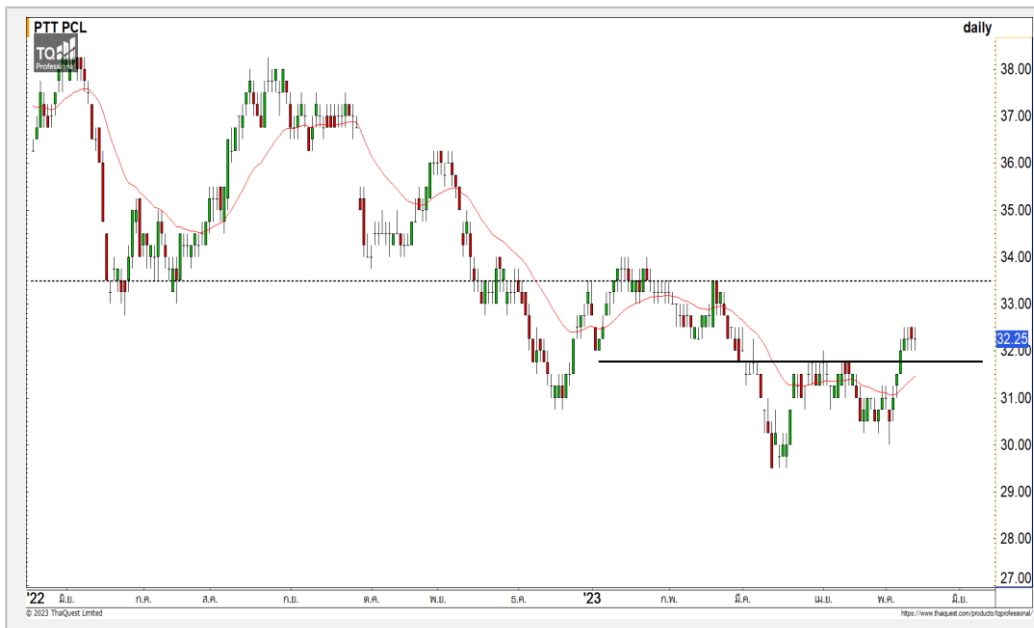 PTT PCL
daily
TQ
Professional
38.00
37.00
36.00
35.00
34.00
33.00
32.25
32.00
31.00
30.00
29.00
28.00
27.00
'22 มิ.ย. ก.ค. ส.ค. ก.ย. ต.ค. พ.ย. ธ.ค. '23 ก.พ. มี.ค. เม.ย. พ.ค. มิ.ย.
© 2023 ThaiQuest Limited
https://www.thaiquest.com/products/tqprofessional/